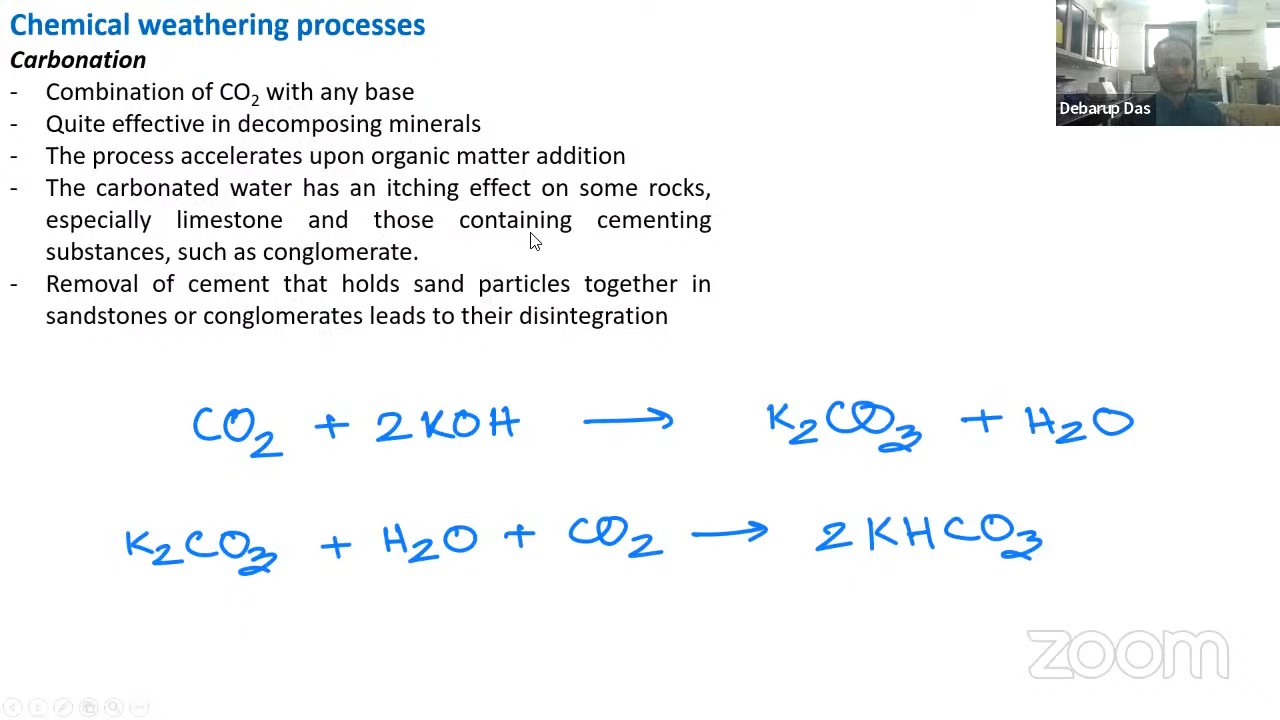 Chemical weathering processes
Carbonation
- Combination of CO2 with any base
- Quite effective in decomposing minerals
- The process accelerates upon organic matter addition
- The carbonated water has an itching effect on some rocks,
especially limestone and those containing cementing
substances, such as conglomerate.
- Removal of cement that holds sand particles together in
sandstones or conglomerates leads to their disintegration
Debarup Das
CO2 + 2KOH → K2CO3 + H2O
K2CO3 + H2O + CO2 → 2KHCO3
zoom